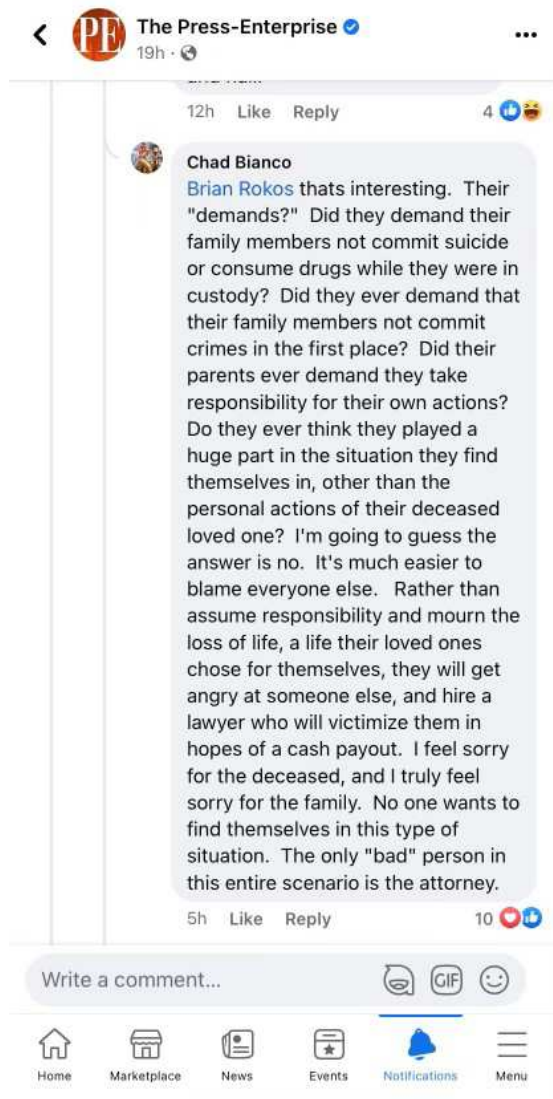 PE The Press-Enterprise
19h ·
12h Like Reply 4
Chad Bianco
Brian Rokos thats interesting. Their
"demands?" Did they demand their
family members not commit suicide
or consume drugs while they were in
custody? Did they ever demand that
their family members not commit
crimes in the first place? Did their
parents ever demand they take
responsibility for their own actions?
Do they ever think they played a
huge part in the situation they find
themselves in, other than the
personal actions of their deceased
loved one? I'm going to guess the
answer is no. It's much easier to
blame everyone else. Rather than
assume responsibility and mourn the
loss of life, a life their loved ones
chose for themselves, they will get
angry at someone else, and hire a
lawyer who will victimize them in
hopes of a cash payout. I feel sorry
for the deceased, and I truly feel
sorry for the family. No one wants to
find themselves in this type of
situation. The only "bad" person in
this entire scenario is the attorney.
5h Like Reply 10
Write a comment... GIF
Home Marketplace News Events Notifications Menu